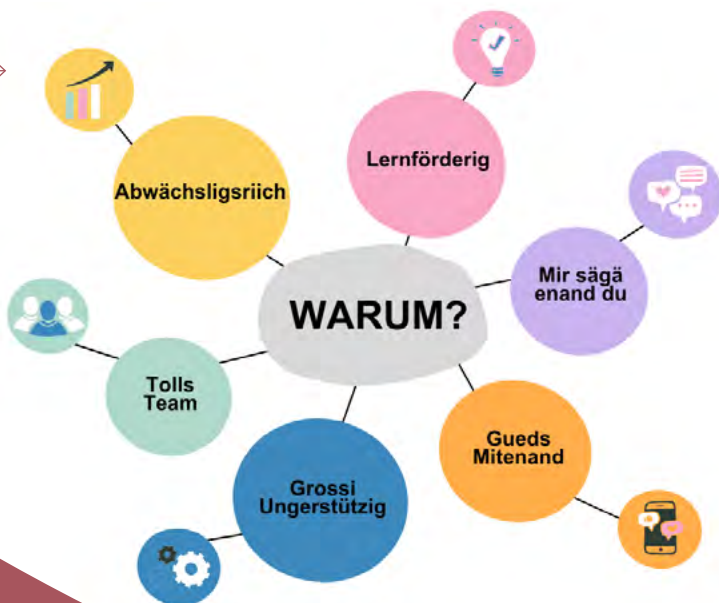 Lernförderig
Abwächsligsriich
Mir sägä
enand du
WARUM?
Tolls
Team
Gueds
Mitenand
Grossi
Ungerstützig